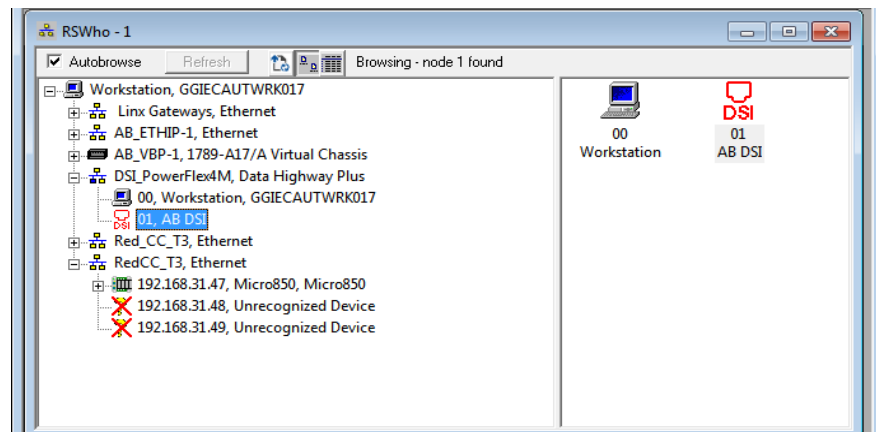 RSWho - 1
Autobrowse Refresh Browsing - node 1 found
Workstation, GGIECAUTWRK017
Linx Gateways, Ethernet
AB_ETHIP-1, Ethernet
AB_VBP-1, 1789-A17/A Virtual Chassis
DSI_PowerFlex4M, Data Highway Plus
00, Workstation, GGIECAUTWRK017
DSI 01, AB DSI
Red_CC_T3, Ethernet
RedCC_T3, Ethernet
192.168.31.47, Micro850, Micro850
192.168.31.48, Unrecognized Device
192.168.31.49, Unrecognized Device
DSI
00 01
Workstation AB DSI